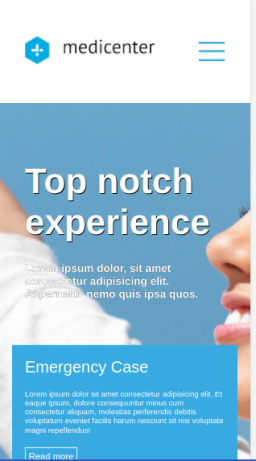 medicenter
Top notch
experience
Lorem ipsum dolor, sit amet
consectetur adipisicing elit.
Aspernatur nemo quis ipsa quos.
Emergency Case
Lorem ipsum dolor sit amet consectetur adipisicing elit. Et
eaque ipsum, dolore consequuntur minus cum
consectetur aliquam, molestias perferendis debitis
voluptatum eveniet facilis harum nesciunt sit nisi voluptate
magni repellendus!
Read more